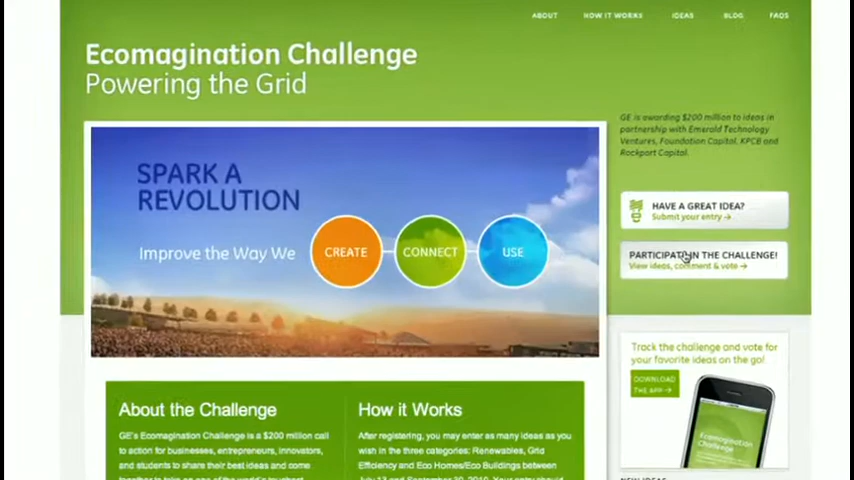 ABOUT HOW IT WORKS IDEAS BLOG FAQS
Ecomagination Challenge
Powering the Grid
GE is awarding $200 million to ideas in
partnership with Emerald Technology
Ventures, Foundation Capital, KPCB and
Rockport Capital.
SPARK A
REVOLUTION
Improve the Way We
CREATE
CONNECT
USE
HAVE A GREAT IDEA?
Submit your entry →
IN THE CHALLENGE!
View ideas, comment & vote →
Track the challenge and vote for
your favorite ideas on the go!
DOWNLOAD
THE APP →
Ecomagination
Challenge
About the Challenge
GE's Ecomagination Challenge is a $200 million call
to action for businesses, entrepreneurs, innovators,
and students to share their best ideas and come
How it Works
After registering, you may enter as many ideas as you
wish in the three categories: Renewables, Grid
Efficiency and Eco Homes/Eco Buildings between
NEW IDEAS